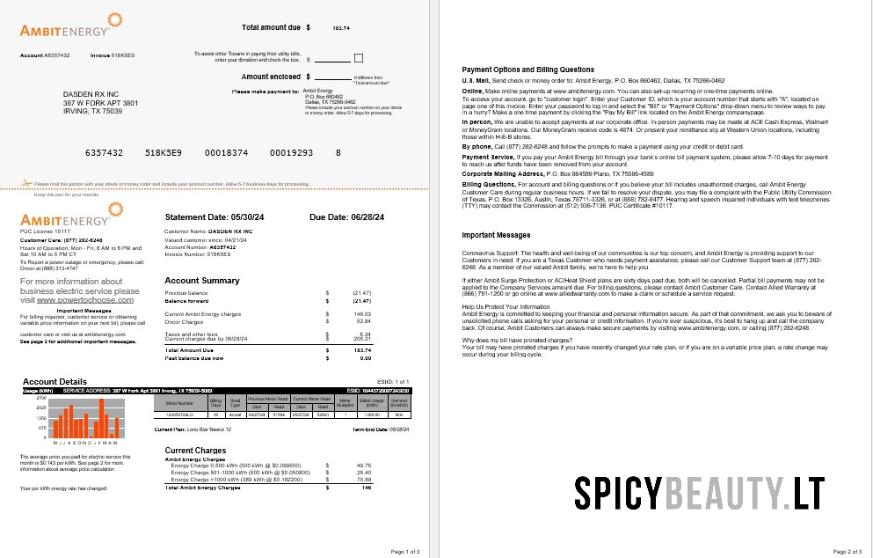 AMBITENERGY
Total amount due $ 183.74
Account A6357432 Invoice 518K5E9
To assist other Texans in paying their utility bills,
enter your donation and check the box. $
Amount enclosed $ If different from
"Total amount due"
Please make payment to: Ambit Energy
P.O. Box 660462
Dallas, TX 75266-0462
Please include your account number on your check
or money order. Allow 5-7 days for processing.
DASDEN RX INC
387 W FORK APT 3801
IRVING, TX 75039
6357432 518K5E9 00018374 00019293 8
Please mail this portion with your check or money order and include your account number. Allow 5-7 business days for processing.
Keep this part for your records.
AMBITENERGY
PUC License 10117
Customer Care: (877) 282-6248
Hours of Operation: Mon - Fri, 8 AM to 6 PM and
Sat 10 AM to 5 PM CT
To Report a power outage or emergency, please call:
Oncor at (888) 313-4747
For more information about
business electric service please
visit www.powertochoose.com
Important Messages
For billing inquiries, customer service or obtaining
variable price information on your next bill, please call
customer care or visit us at ambitenergy.com
See page 2 for additional important messages.
Statement Date: 05/30/24 Due Date: 06/28/24
Customer Name: DASDEN RX INC
Valued customer since: 04/21/24
Account Number: A6357432
Invoice Number: 518K5E9
Account Summary
Previous balance $ (21.47)
Balance forward $ (21.47)
Current Ambit Energy charges $ 146.03
Oncor Charges $ 52.84
Taxes and other fees $ 6.34
Current charges due by 06/28/24 $ 205.21
Total Amount Due $ 183.74
Past balance due now $ 0.00
Account Details ESIID: 1 of 1
Usage (kWh) SERVICE ADDRESS: 387 W Fork Apt 3801 Irving, TX 75039-5069
Meter Number Billing Days Read Type Previous Meter Read Current Meter Read Meter Multiplier Billed Usage (kWh) Demand
Date Read Date Read
2700
2025
1350
675
0
M J J A S O N D J F M A M
Current Plan: Lone Star Basics 12 Term End Date: 06/28/24
The average price you paid for electric service this
month is $0.143 per kWh. See page 2 for more
information about average price calculation
Your per kWh energy rate has changed.
Current Charges
Ambit Energy Charges
Energy Charge 0-500 kWh (500 kWh @ $0.099500) $ 49.75
Energy Charge 501-1000 kWh (500 kWh @ $0.050800) $ 25.40
Energy Charge >1000 kWh (389 kWh @ $0.182200) $ 70.88
Total Ambit Energy Charges $ 146
Page 1 of 3
Payment Options and Billing Questions
U.S. Mail, Send check or money order to: Ambit Energy, P.O. Box 660462, Dallas, TX 75266-0462
Online, Make online payments at www.ambitenergy.com. You can also set-up recurring or one-time payments online.
To access your account, go to "customer login". Enter your Customer ID, which is your account number that starts with "A", located on
page one of this invoice. Enter your password to log in and select the "Bill" or "Payment Options" drop-down menu to review ways to pay.
In a hurry? Make a one time payment by clicking the "Pay My Bill" link located on the Ambit Energy companypage.
In person, We are unable to accept payments at our corporate office. In-person payments may be made at ACE Cash Express, Walmart
or MoneyGram locations. Our MoneyGram receive code is 4874. Or present your remittance slip at Western Union locations, including
those within H-E-B stores.
By phone, Call (877) 282-6248 and follow the prompts to make a payment using your credit or debit card.
Payment Service, If you pay your Ambit Energy bill through your bank's online bill payment system, please allow 7-10 days for payment
to reach us after funds have been removed from your account.
Corporate Mailing Address, P.O. Box 864589 Plano, TX 75086-4589
Billing Questions, For account and billing questions or if you believe your bill includes unauthorized charges, call Ambit Energy
Customer Care during regular business hours. If we fail to resolve your dispute, you may file a complaint with the Public Utility Commission
of Texas, P.O. Box 13326, Austin, Texas 78711-3326, or at (888) 782-8477. Hearing and speech impaired individuals with text telephones
(TTY) may contact the Commission at (512) 936-7136. PUC Certificate #10117.
Important Messages
Coronavirus Support: The health and well-being of our communities is our top concern, and Ambit Energy is providing support to our
Customers in need. If you are a Texas Customer who needs payment assistance, please call our Customer Support team at (877) 282-
6248. As a member of our valued Ambit family, we're here to help you.
If either Ambit Surge Protection or AC/Heat Shield plans are sixty days past due, both will be cancelled. Partial bill payments may not be
applied to the Company Services amount due. For billing questions, please contact Ambit Customer Care. Contact Allied Warranty at
(866) 791-1200 or go online at www.alliedwarranty.com to make a claim or schedule a service request.
Help Us Protect Your Information
Ambit Energy is committed to keeping your financial and personal information secure. As part of that commitment, we ask you to beware of
unsolicited phone calls asking for your personal or credit information. If you're ever suspicious, it's best to hang up and call the company
back. Of course, Ambit Customers can always make secure payments by visiting www.ambitenergy.com, or calling (877) 282-6248.
Why does my bill have prorated charges?
Your bill may have prorated charges if you have recently changed your rate plan, or if you are on a variable price plan, a rate change may
occur during your billing cycle.
SPICYBEAUTY.LT
Page 2 of 3